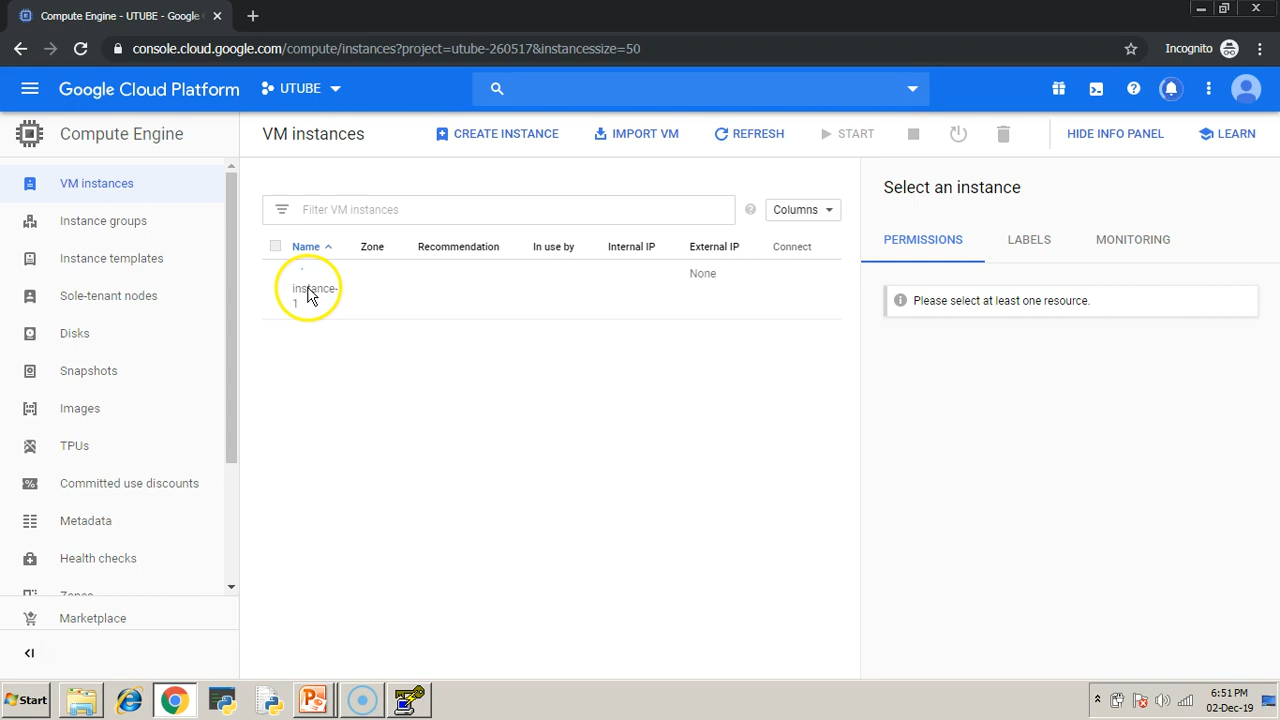 Compute Engine - UTUBE - Google
console.cloud.google.com/compute/instances?project=utube-260517&instancessize=50
Incognito
Google Cloud Platform
UTUBE
Compute Engine
VM instances
CREATE INSTANCE
IMPORT VM
REFRESH
START
HIDE INFO PANEL
LEARN
VM instances
Instance groups
Instance templates
Sole-tenant nodes
Disks
Snapshots
Images
TPUs
Committed use discounts
Metadata
Health checks
Zones
Marketplace
Filter VM instances
Columns
Name
Zone
Recommendation
In use by
Internal IP
External IP
Connect
instance-
1
None
Select an instance
PERMISSIONS
LABELS
MONITORING
Please select at least one resource.
Start
6:51 PM
02-Dec-19